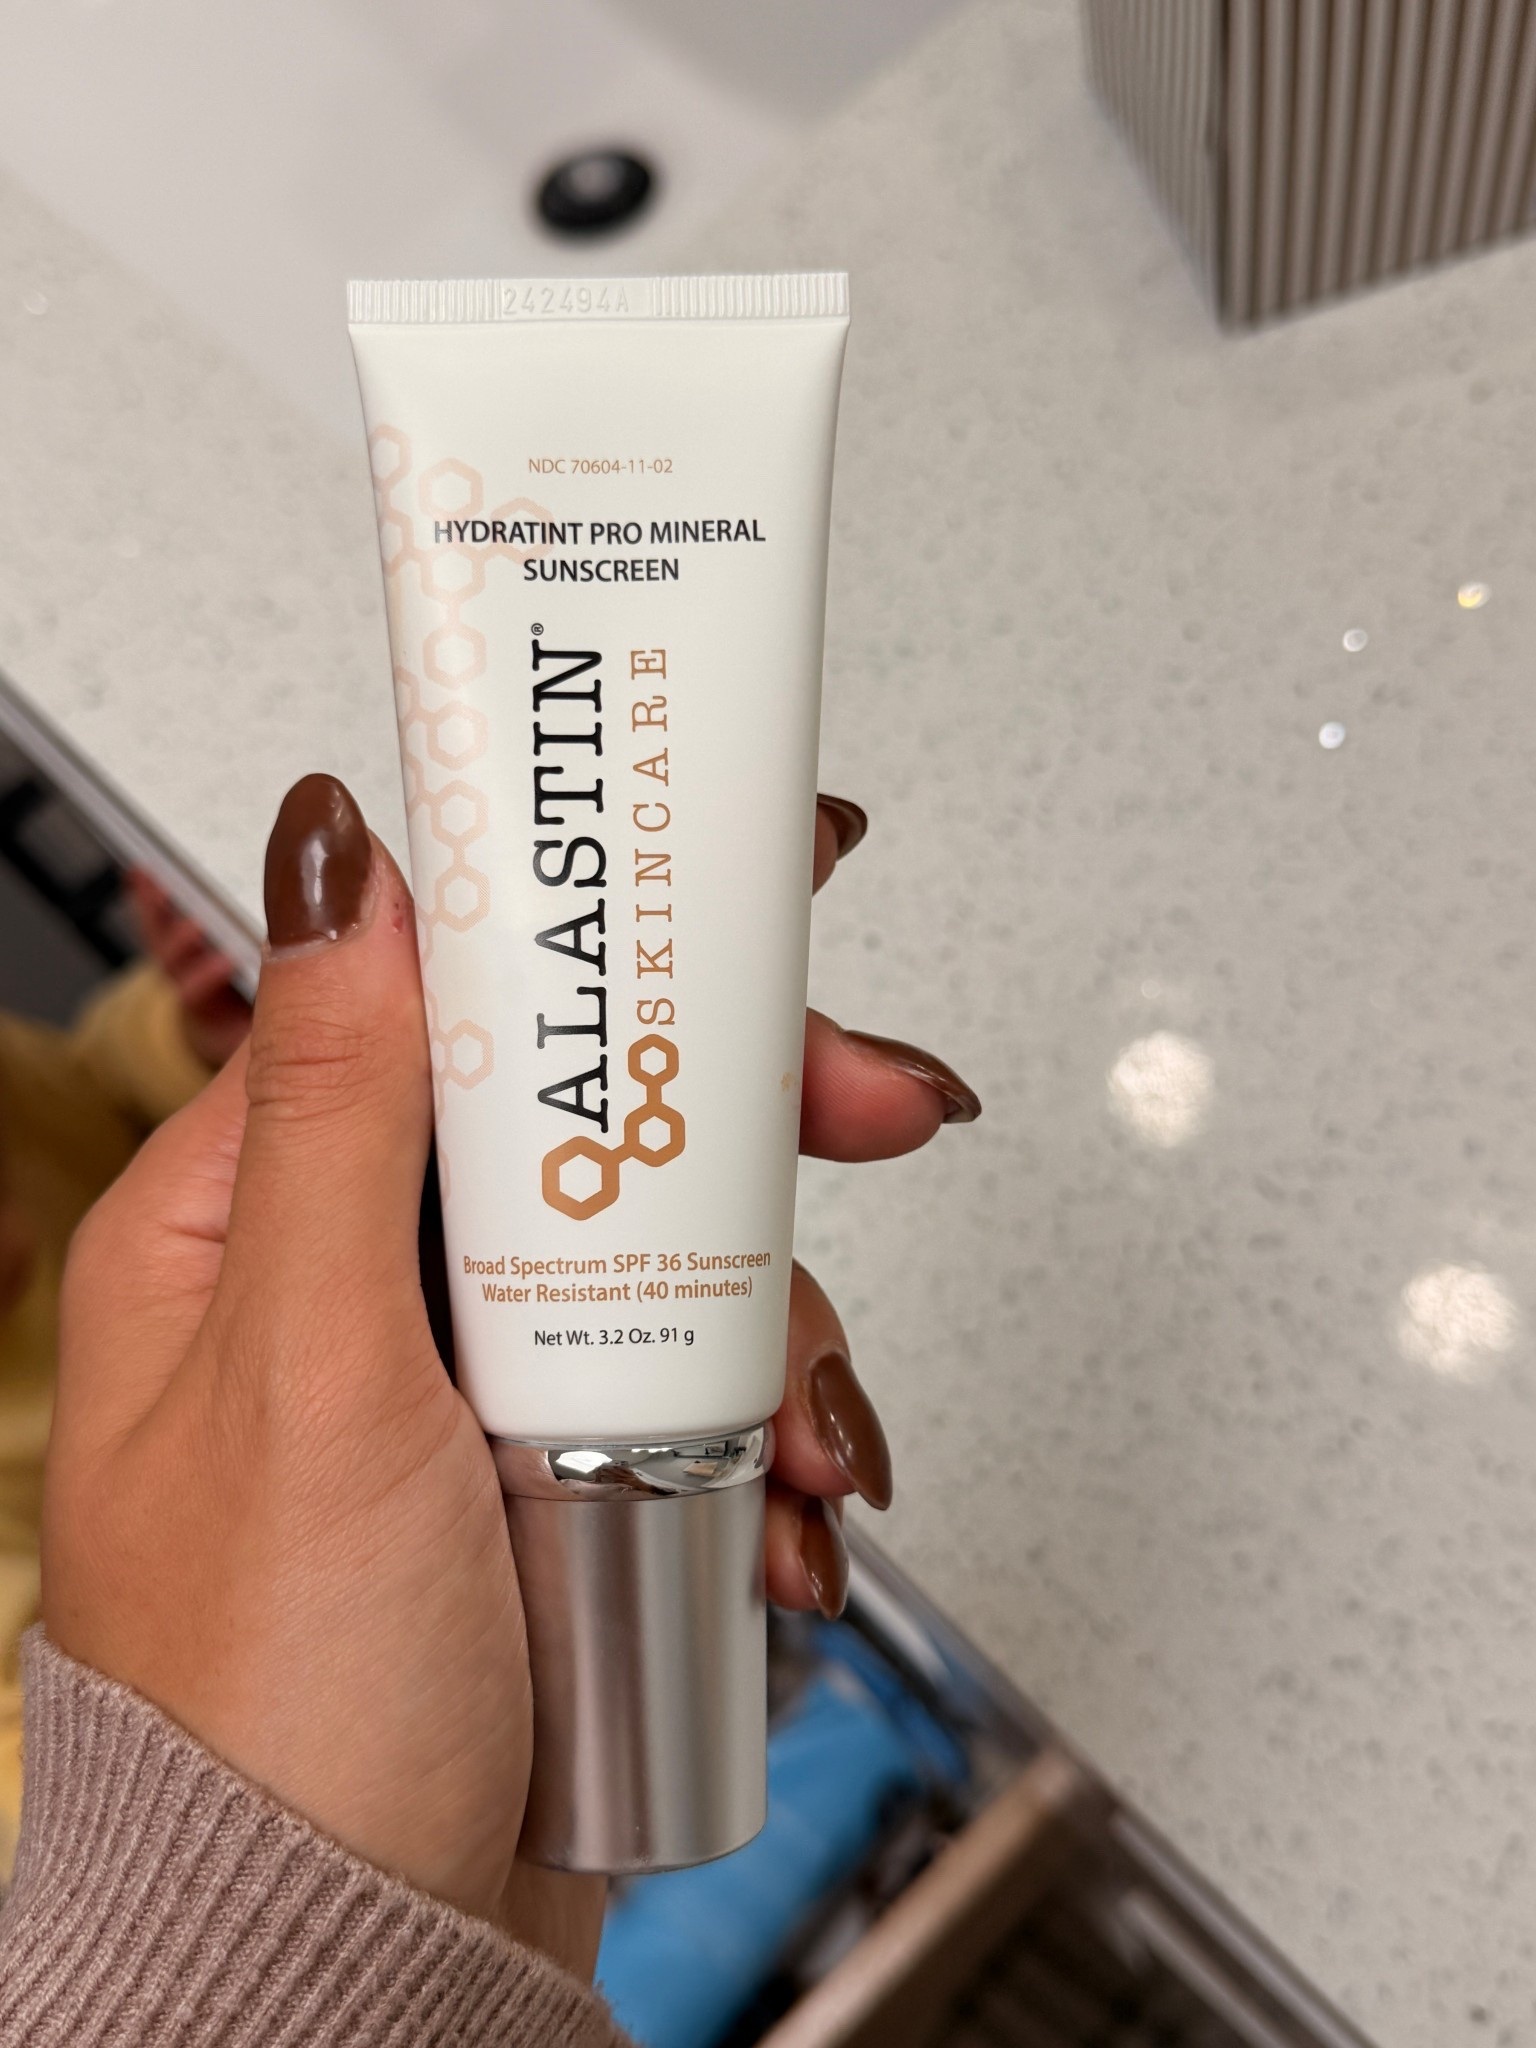 242494A
NDC 70604-11-02
HYDRATINT PRO MINERAL
SUNSCREEN
ALASTIN®
SKINCARE
Broad Spectrum SPF 36 Sunscreen
Water Resistant (40 minutes)
Net Wt. 3.2 Oz. 91 g